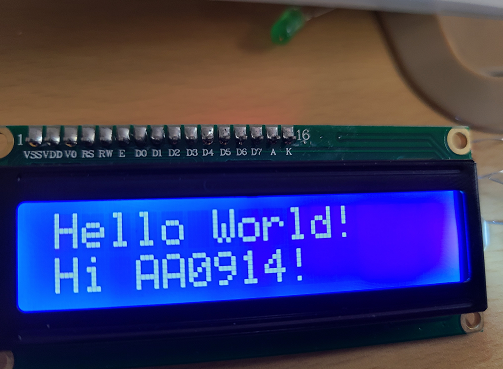 1 16
VSS VDD V0 RS RW E D0 D1 D2 D3 D4 D5 D6 D7 A K
Hello World!
Hi AA0914!